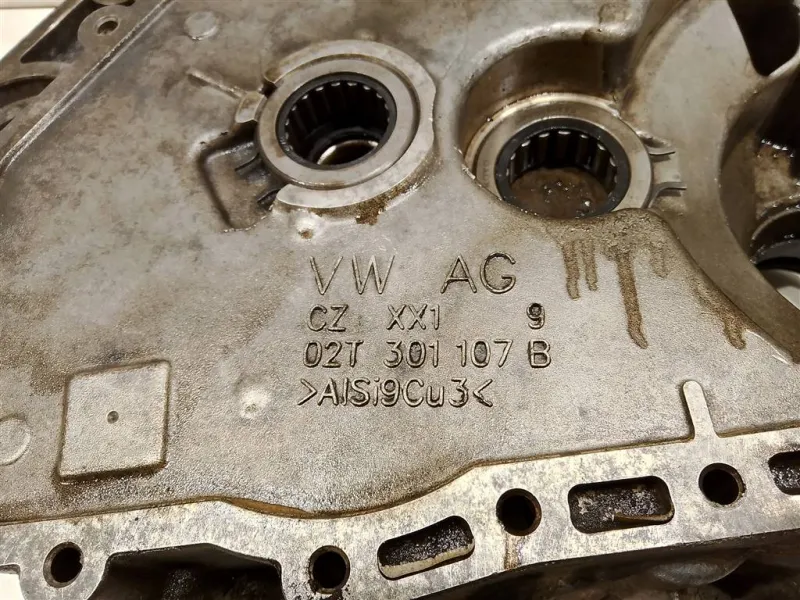 VW AG
CZ XX1 9
02T 301 107 B
>AlSi9Cu3<